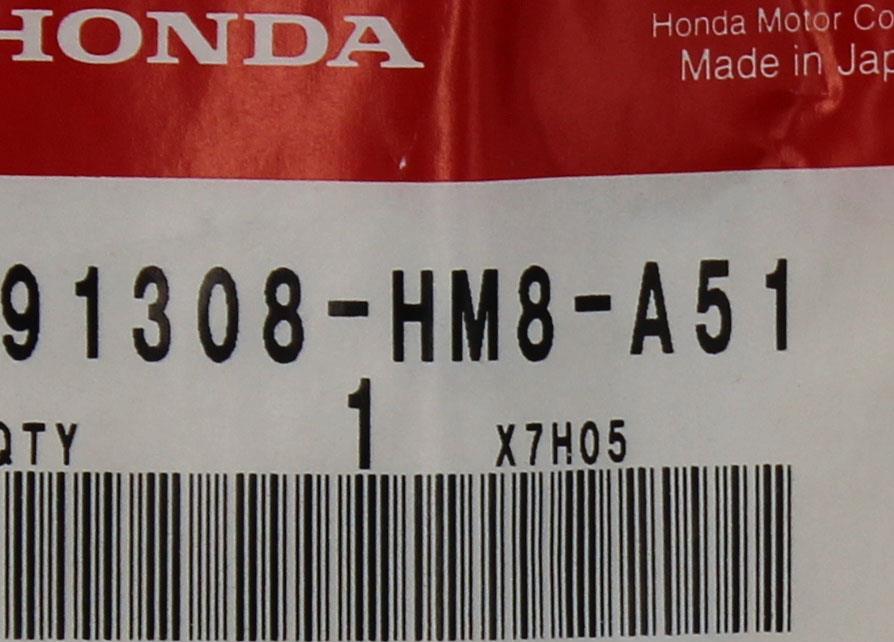 HONDA
Honda Motor Co
Made in Jap
91308-HM8-A51
QTY 1 X7H05